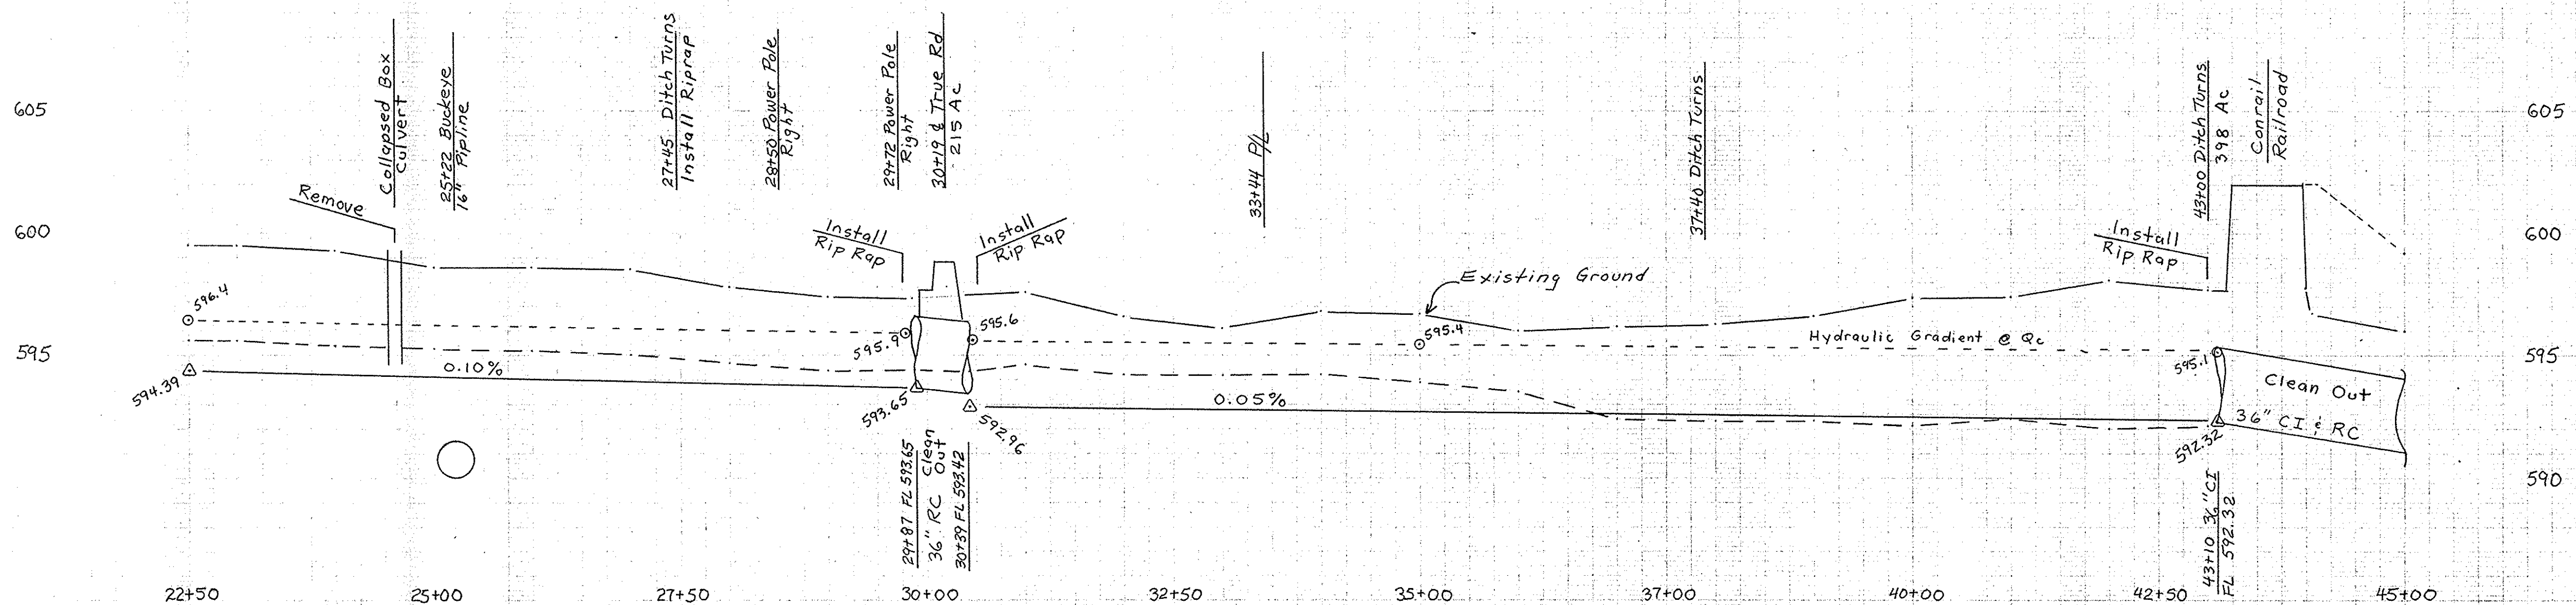 605
600
595
Remove
Collapsed Box
Culvert
25+22 Buckeye
16" Pipline
27+45 Ditch Turns
Install Riprap
28+50 Power Pole
Right
29+72 Power Pole
Right
30+19 ₵ True Rd
215 Ac
33+44 P/L
37+40 Ditch Turns
43+00 Ditch Turns
398 Ac
Conrail
Railroad
605
600
595
590
Install
Rip Rap
Install
Rip Rap
Existing Ground
Install
Rip Rap
596.4
595.9
595.6
595.4
Hydraulic Gradient @ Qc
595.1
594.39
0.10%
593.65
592.96
0.05%
592.32
Clean Out
36" CI & RC
29+87 FL 593.65
36" RC Clean
Out
30+39 FL 593.42
43+10 36" CI
FL 592.32
22+50
25+00
27+50
30+00
32+50
35+00
37+00
40+00
42+50
45+00